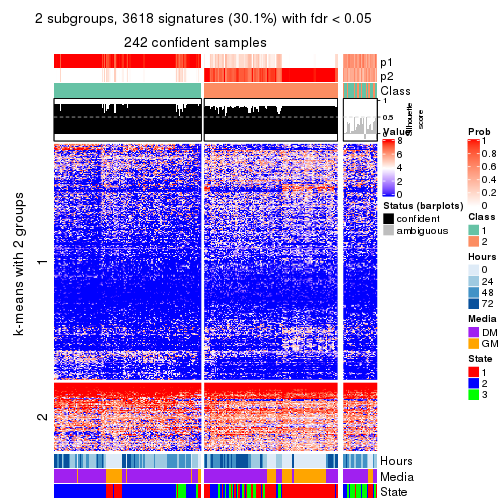 2 subgroups, 3618 signatures (30.1%) with fdr < 0.05
242 confident samples
p1
p2
Class
1
0.5
0
Silhouette
score
k-means with 2 groups
1
2
Hours
Media
State
Value
8
6
4
2
0
Status (barplots)
confident
ambiguous
Prob
1
0.8
0.6
0.4
0.2
0
Class
1
2
Hours
0
24
48
72
Media
DM
GM
State
1
2
3